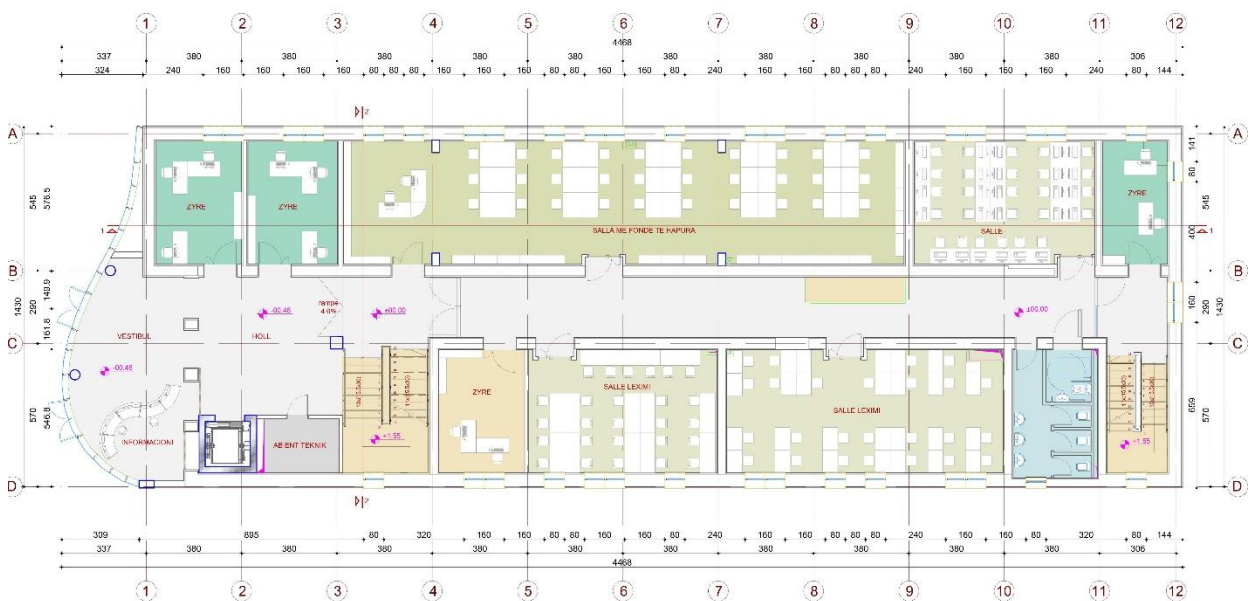 1 2 3 4 5 6 7 8 9 10 11 12
337 380 380 380 380 380 4468 380 380 380 380 380 306
324 240 160 160 160 160 80 80 80 160 160 80 80 160 160 80 80 240 160 160 80 80 240 160 160 240 80 144
A
Z
A
ZYRE
ZYRE
SALLA ME FONDE TE HAPURA
SALLE
ZYRE
141
80
545
400
545
576.5
1
1
B
B
149.9
290
1430
161.8
rampe
4.6%
-00.46
±00.00
±00.00
160
290
1430
VESTIBUL
HOLL
C
C
-00.46
ZYRE
SALLE LEXIMI
SALLE LEXIMI
570
546.8
659
570
INFORMACIONI
ABIENT TEKNIK
+1.55
+1.55
D
Z
D
309 895 80 320 160 160 80 80 160 80 80 240 160 160 80 80 240 160 160 80 320 80 144
337 380 380 380 380 380 380 380 380 380 380 306
4468
1 2 3 4 5 6 7 8 9 10 11 12